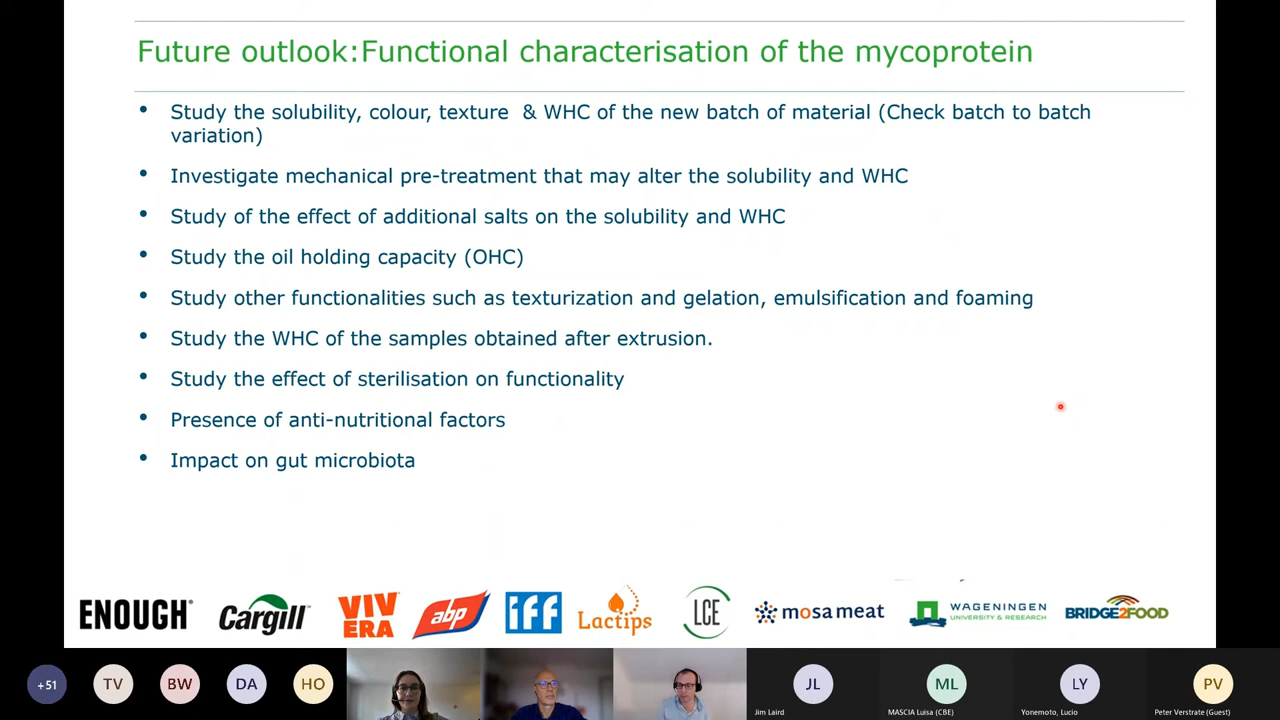 Future outlook:Functional characterisation of the mycoprotein
• Study the solubility, colour, texture & WHC of the new batch of material (Check batch to batch
variation)
• Investigate mechanical pre-treatment that may alter the solubility and WHC
• Study of the effect of additional salts on the solubility and WHC
• Study the oil holding capacity (OHC)
• Study other functionalities such as texturization and gelation, emulsification and foaming
• Study the WHC of the samples obtained after extrusion.
• Study the effect of sterilisation on functionality
• Presence of anti-nutritional factors
• Impact on gut microbiota
ENOUGH
Cargill
VIV
ERA
abp
iff
Lactips
LCE
mosa meat
WAGENINGEN
UNIVERSITY & RESEARCH
BRIDGE2FOOD
+51
TV
BW
DA
HO
JL
Jim Laird
ML
MASCIA Luisa (CBE)
LY
Yonemoto, Lucio
PV
Peter Verstrate (Guest)